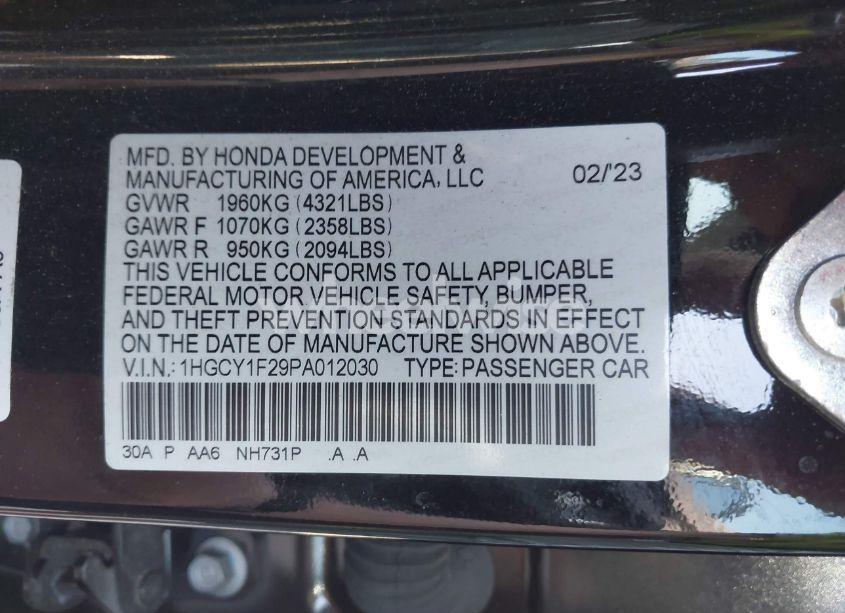 MFD. BY HONDA DEVELOPMENT &
MANUFACTURING OF AMERICA, LLC 02/'23
GVWR 1960KG (4321LBS)
GAWR F 1070KG (2358LBS)
GAWR R 950KG (2094LBS)
THIS VEHICLE CONFORMS TO ALL APPLICABLE
FEDERAL MOTOR VEHICLE SAFETY, BUMPER,
AND THEFT PREVENTION STANDARDS IN EFFECT
ON THE DATE OF MANUFACTURE SHOWN ABOVE.
V.I.N.: 1HGCY1F29PA012030 TYPE: PASSENGER CAR
30A P AA6 NH731P .A .A